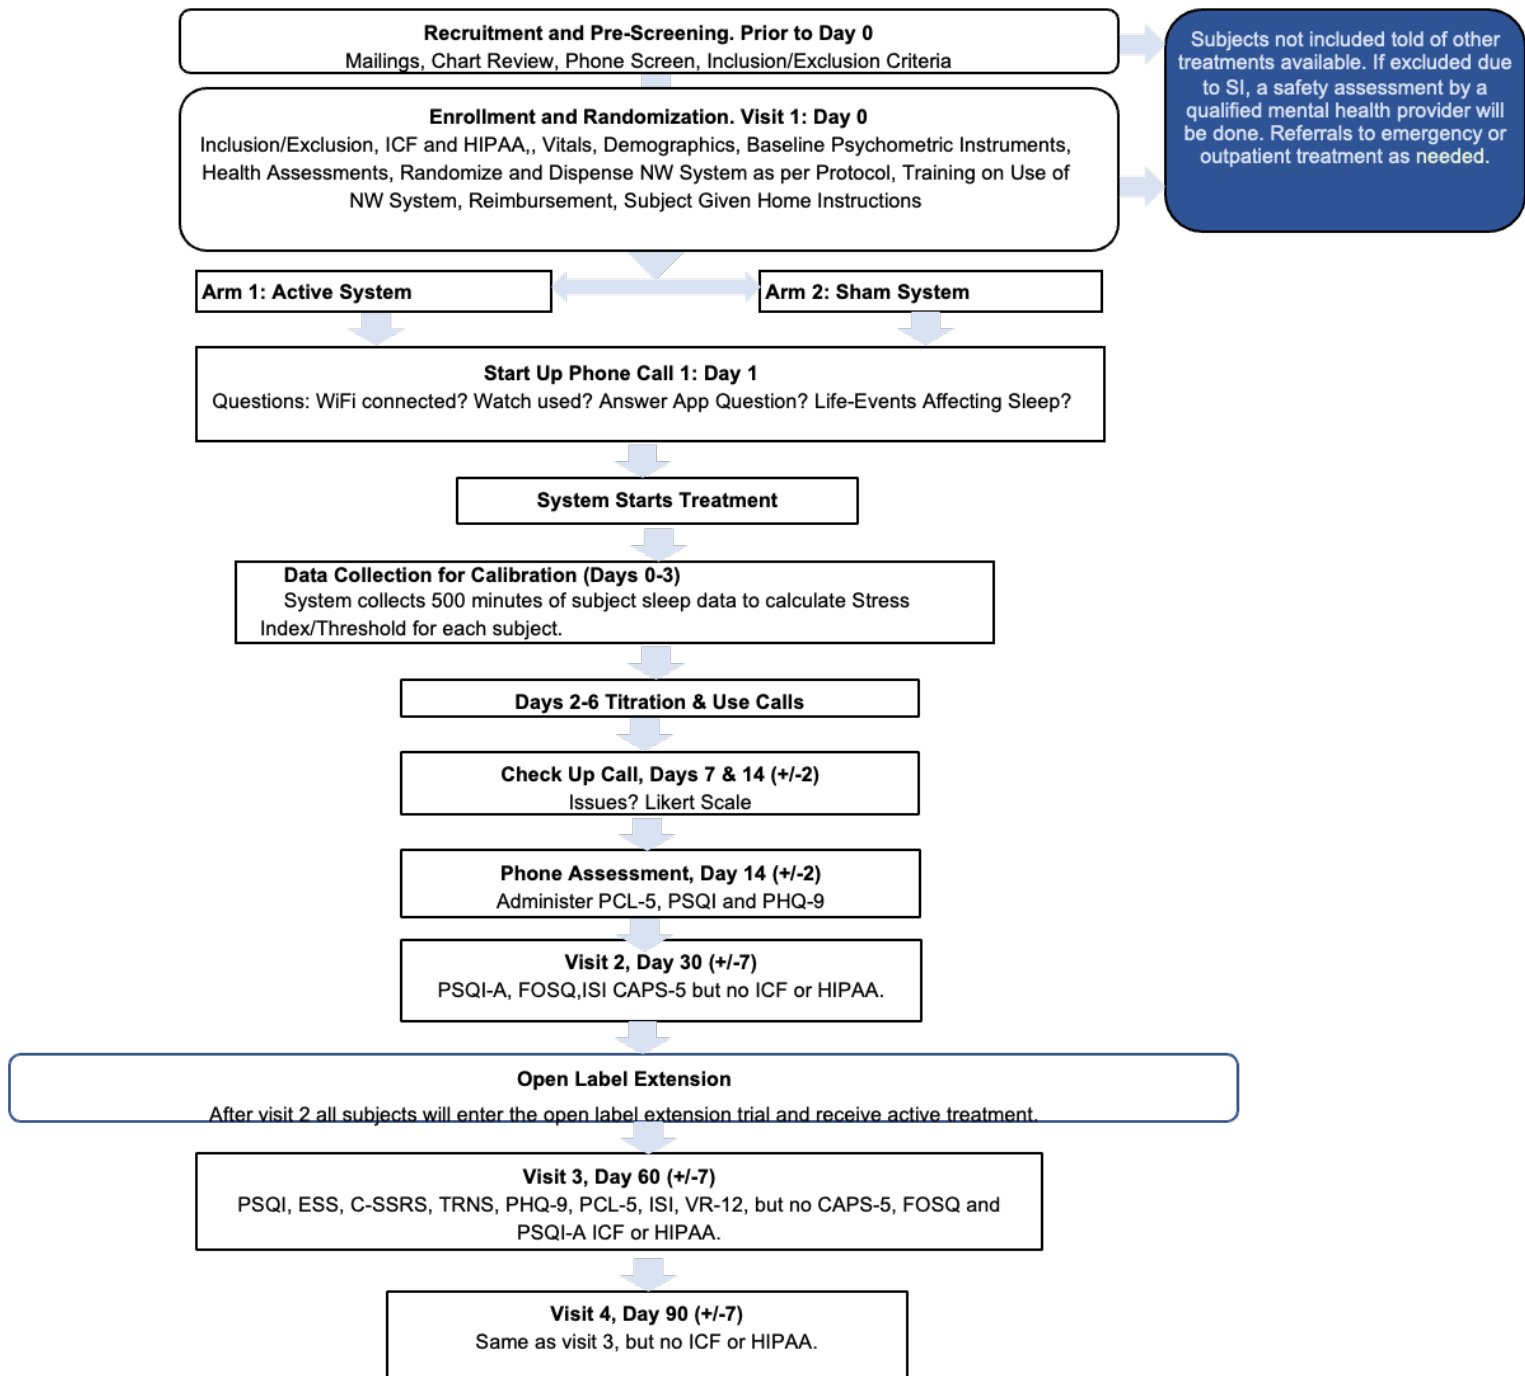 Recruitment and Pre-Screening. Prior to Day 0
Mailings, Chart Review, Phone Screen, Inclusion/Exclusion Criteria
Subjects not included told of other
treatments available. If excluded due
to SI, a safety assessment by a
qualified mental health provider will
be done. Referrals to emergency or
outpatient treatment as needed.
Enrollment and Randomization. Visit 1: Day 0
Inclusion/Exclusion, ICF and HIPAA,, Vitals, Demographics, Baseline Psychometric Instruments,
Health Assessments, Randomize and Dispense NW System as per Protocol, Training on Use of
NW System, Reimbursement, Subject Given Home Instructions
Arm 1: Active System
Arm 2: Sham System
Start Up Phone Call 1: Day 1
Questions: WiFi connected? Watch used? Answer App Question? Life-Events Affecting Sleep?
System Starts Treatment
Data Collection for Calibration (Days 0-3)
System collects 500 minutes of subject sleep data to calculate Stress
Index/Threshold for each subject.
Days 2-6 Titration & Use Calls
Check Up Call, Days 7 & 14 (+/-2)
Issues? Likert Scale
Phone Assessment, Day 14 (+/-2)
Administer PCL-5, PSQI and PHQ-9
Visit 2, Day 30 (+/-7)
PSQI-A, FOSQ,ISI CAPS-5 but no ICF or HIPAA.
Open Label Extension
After visit 2 all subjects will enter the open label extension trial and receive active treatment.
Visit 3, Day 60 (+/-7)
PSQI, ESS, C-SSRS, TRNS, PHQ-9, PCL-5, ISI, VR-12, but no CAPS-5, FOSQ and
PSQI-A ICF or HIPAA.
Visit 4, Day 90 (+/-7)
Same as visit 3, but no ICF or HIPAA.